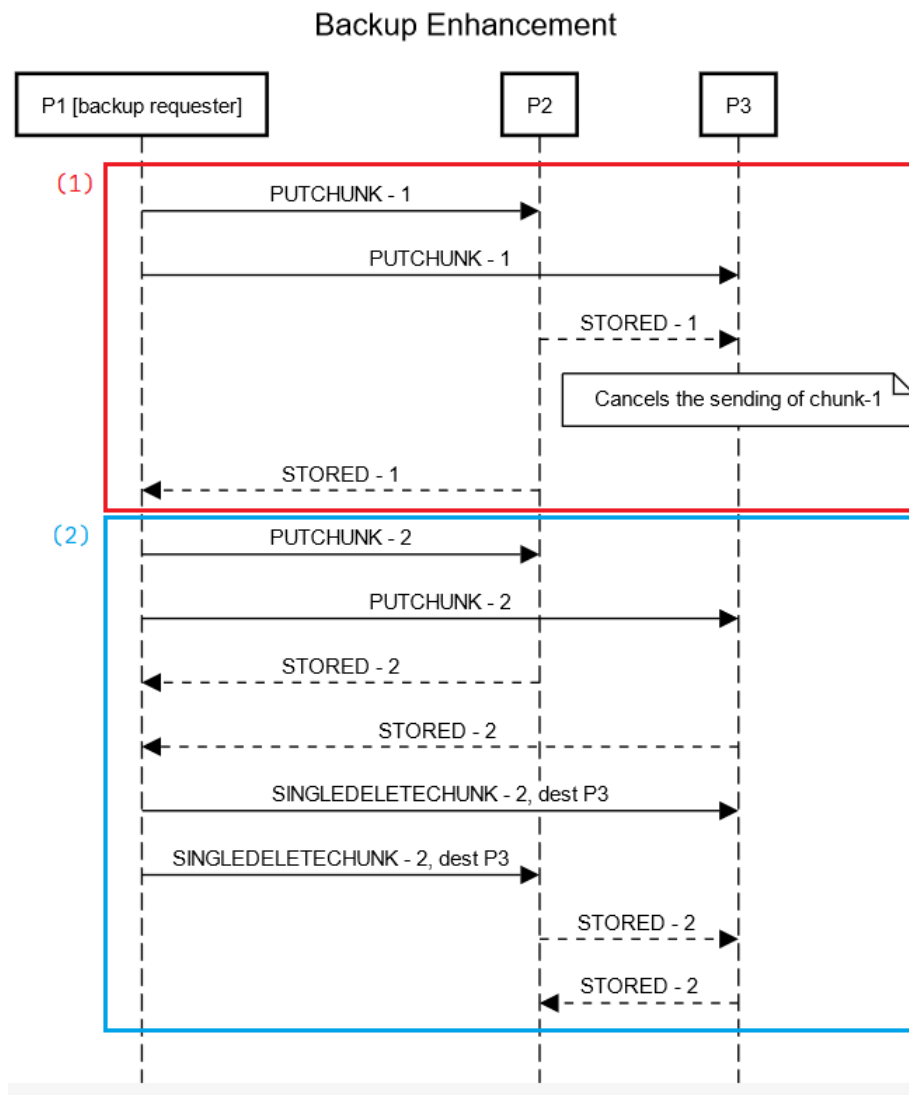 Backup Enhancement
P1 [backup requester]
P2
P3
(1)
PUTCHUNK - 1
PUTCHUNK - 1
STORED - 1
Cancels the sending of chunk-1
STORED - 1
(2)
PUTCHUNK - 2
PUTCHUNK - 2
STORED - 2
STORED - 2
SINGLEDELETECHUNK - 2, dest P3
SINGLEDELETECHUNK - 2, dest P3
STORED - 2
STORED - 2